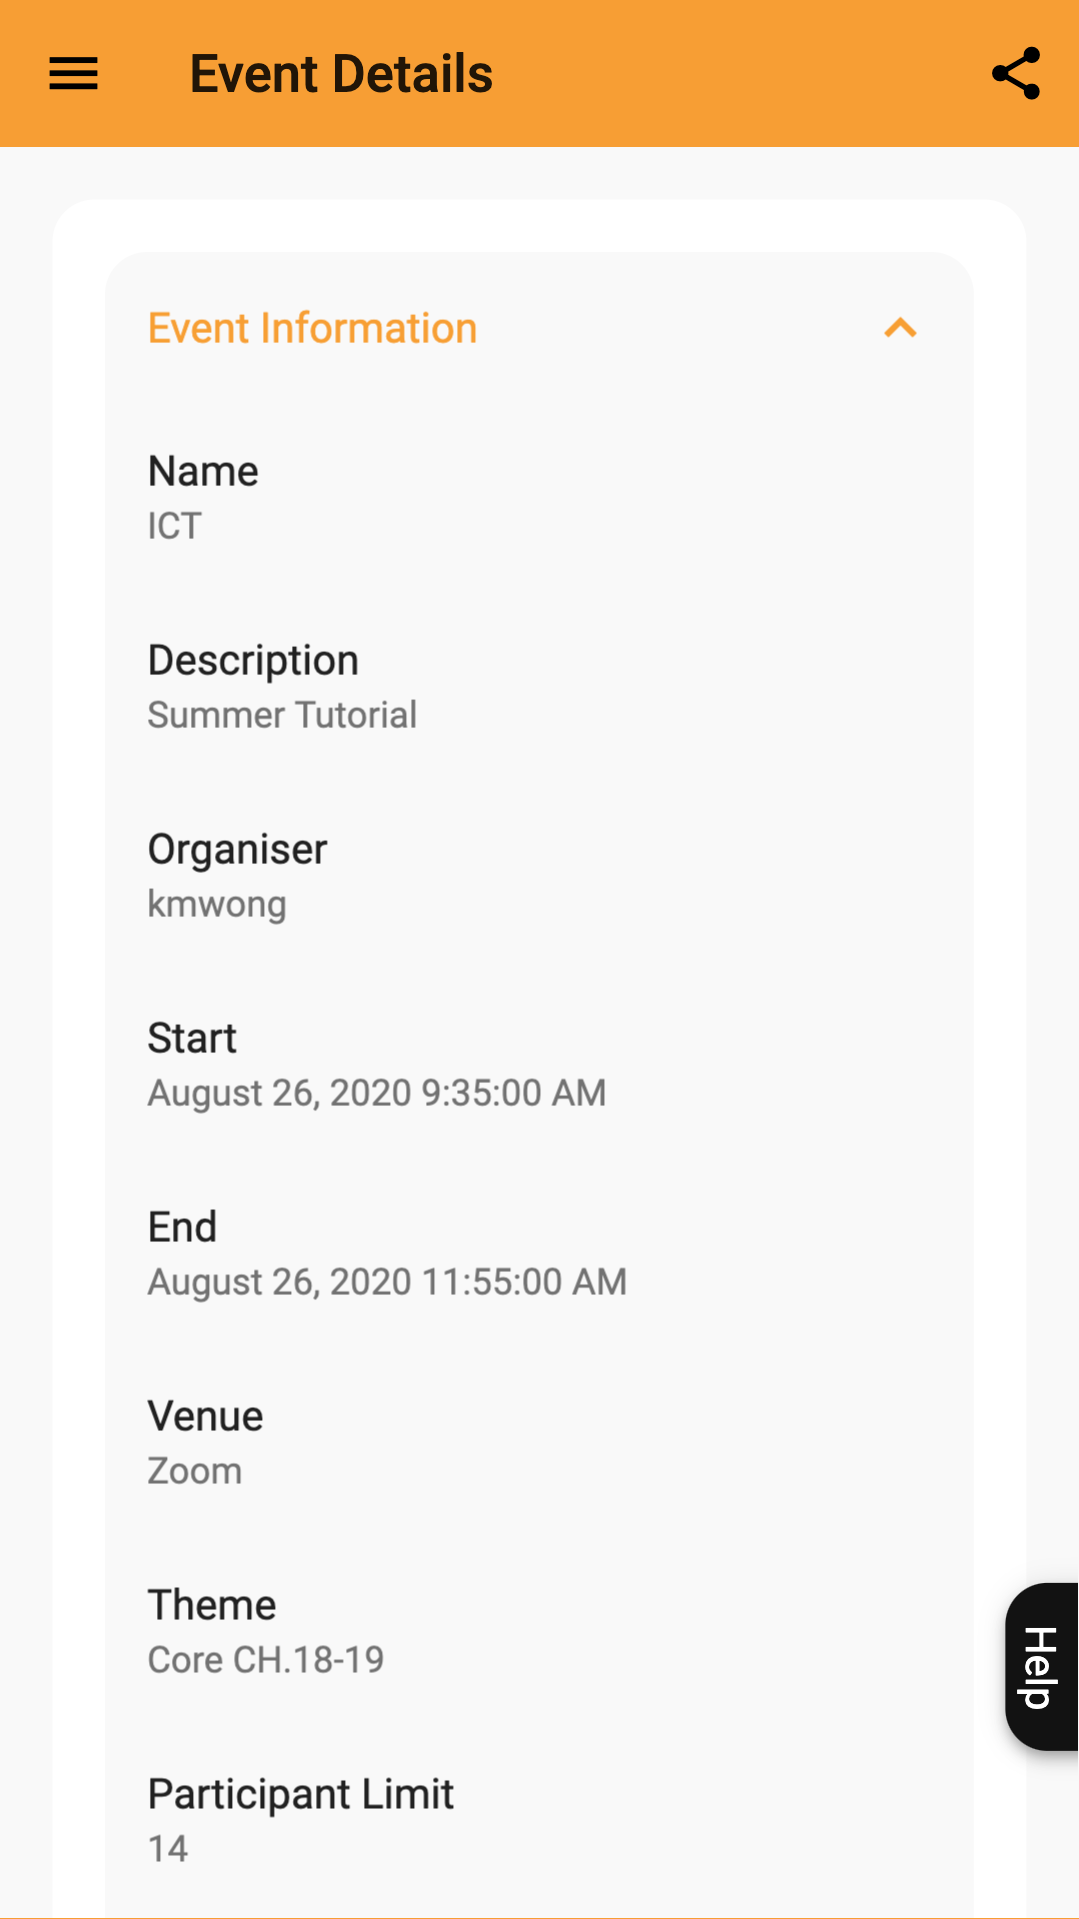 Event Details
Event Information
Name
ICT
Description
Summer Tutorial
Organiser
kmwong
Start
August 26, 2020 9:35:00 AM
End
August 26, 2020 11:55:00 AM
Venue
Zoom
Theme
Core CH.18-19
Help
Participant Limit
14